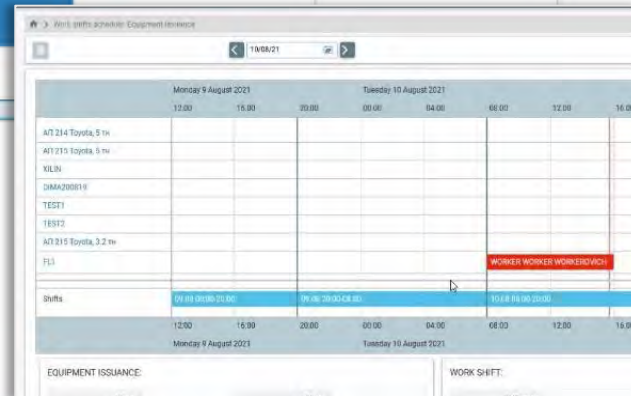 Work shifts scheduler Equipment issuance
10/08/21
Monday 9 August 2021 Tuesday 10 August 2021
12:00 16:00 20:00 00:00 04:00 08:00 12:00 16:00
АП 214 Toyota, 5 тн
АП 215 Toyota, 5 тн
XILIN
DIMA200819
TEST1
TEST2
АП 215 Toyota, 3.2 тн
WORKER WORKER WORKEROVICH
Shifts 09.08 08:00-20:00 09.08 20:00-08:00 10.08 08:00-20:00
12:00 16:00 20:00 00:00 04:00 08:00 12:00 16:00
Monday 9 August 2021 Tuesday 10 August 2021
EQUIPMENT ISSUANCE: WORK SHIFT: